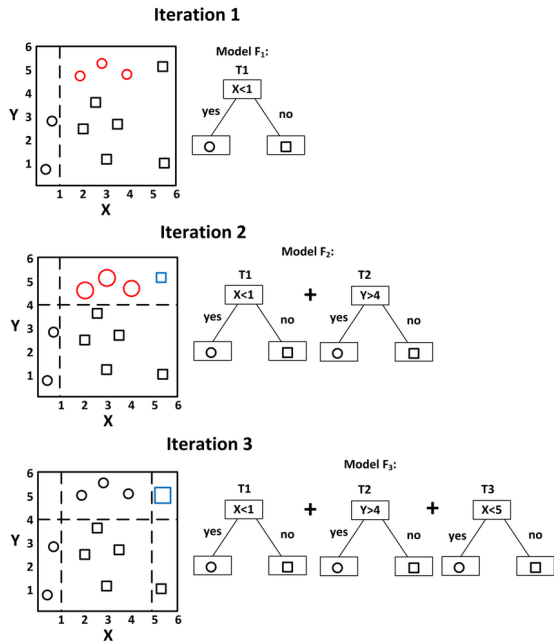 Iteration 1
Model F₁:
T1
X<1
yes
no
6
5
4
3
2
1
Y
1 2 3 4 5 6
X
Iteration 2
Model F₂:
T1
X<1
yes
no
+
T2
Y>4
yes
no
6
5
4
3
2
1
Y
1 2 3 4 5 6
X
Iteration 3
Model F₃:
T1
X<1
yes
no
+
T2
Y>4
yes
no
+
T3
X<5
yes
no
6
5
4
3
2
1
Y
1 2 3 4 5 6
X